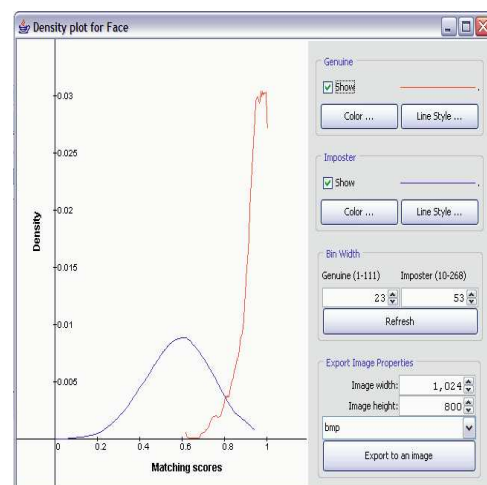 Density plot for Face
Genuine
Show
Color ...
Line Style ...
Imposter
Show
Color ...
Line Style ...
Bin Width
Genuine (1-111) Imposter (10-268)
23 53
Refresh
Export Image Properties
Image width: 1,024
Image height: 800
bmp
Export to an image
Density
0.03
0.025
0.02
0.015
0.01
0.005
0 0.2 0.4 0.6 0.8 1
Matching scores